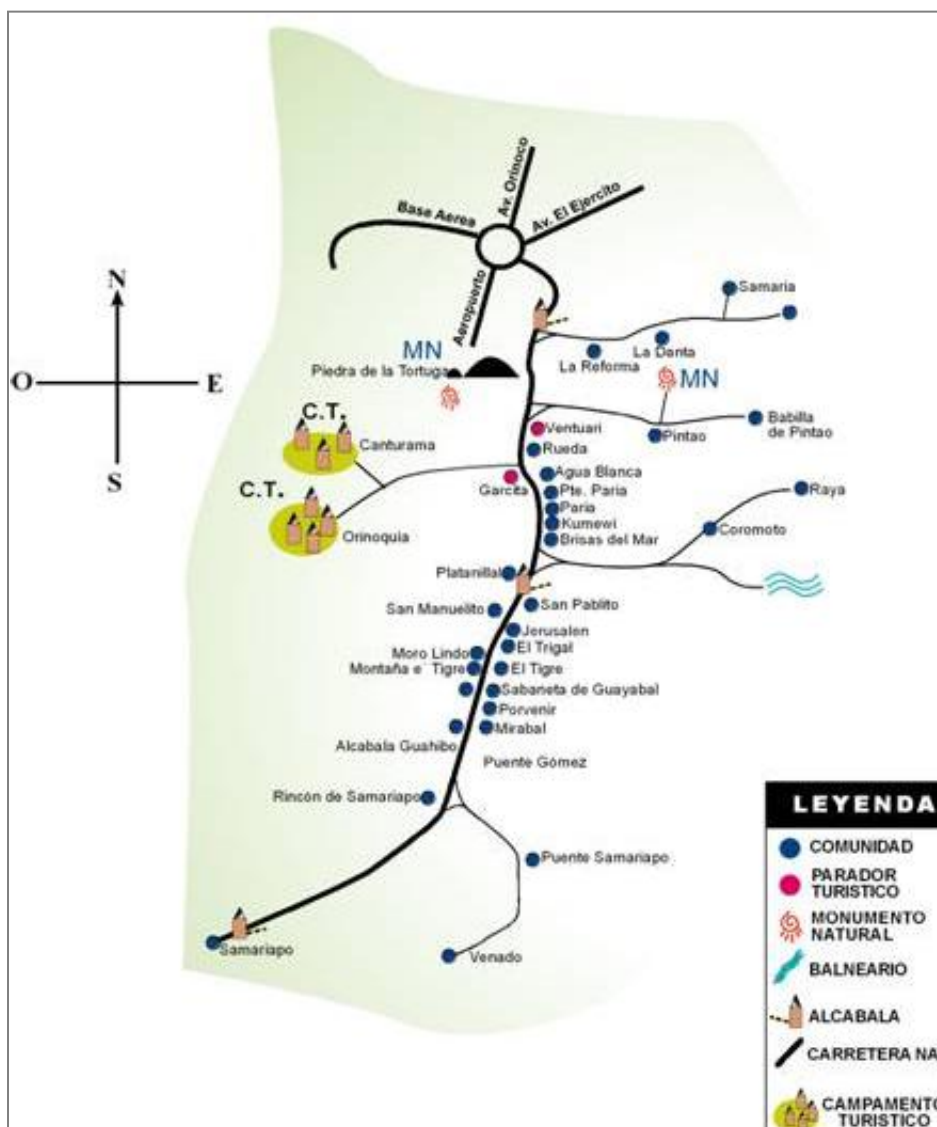 Av. Orinoco
Base Aerea
Av. El Ejercito
Aeropuerto
N
O
E
S
MN
Piedra de la Tortuga
Samaria
La Danta
La Reforma
MN
C.T.
Canturama
Ventuari
Pintao
Babilla
de Pintao
Rueda
C.T.
Garcita
Agua Blanca
Pte. Paria
Paria
Kumewi
Brisas del Mar
Raya
Coromoto
Orinoquia
Platanillal
San Manuelito
San Pablito
Jerusalen
El Trigal
Moro Lindo
Montaña e´ Tigre
El Tigre
Sabaneta de Guayabal
Porvenir
Mirabal
Alcabala Guahibo
Puente Gómez
Rincón de Samariapo
Puente Samariapo
Samariapo
Venado
LEYENDA
COMUNIDAD
PARADOR
TURISTICO
MONUMENTO
NATURAL
BALNEARIO
ALCABALA
CARRETERA NA
CAMPAMENTO
TURISTICO